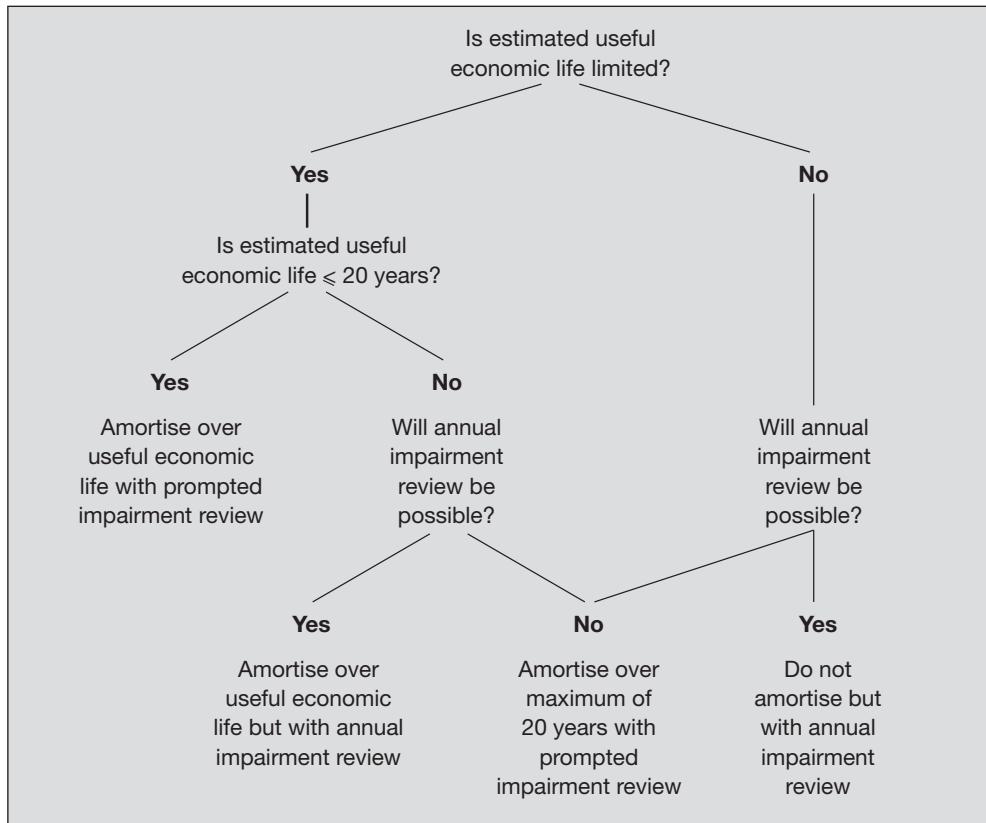 Is estimated useful
economic life limited?
Yes
No
Is estimated useful
economic life ⩽ 20 years?
Yes
No
Amortise over
useful economic
life with prompted
impairment review
Will annual
impairment
review be
possible?
Will annual
impairment
review be
possible?
Yes
No
Yes
Amortise over
useful economic
life but with annual
impairment review
Amortise over
maximum of
20 years with
prompted
impairment review
Do not
amortise but
with annual
impairment
review